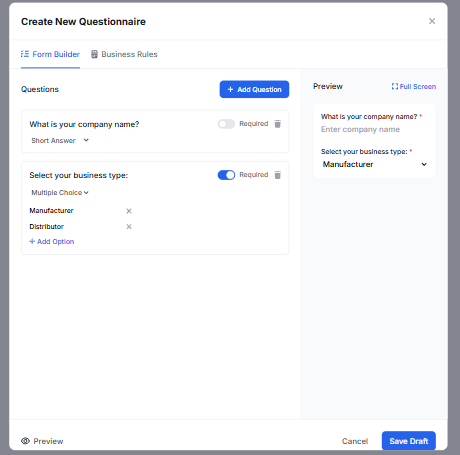 Create New Questionnaire
Form Builder
Business Rules
Questions
+ Add Question
What is your company name?
Required
Short Answer
Select your business type:
Required
Multiple Choice
Manufacturer
Distributor
+ Add Option
Preview
Full Screen
What is your company name? *
Enter company name
Select your business type: *
Manufacturer
Preview
Cancel
Save Draft